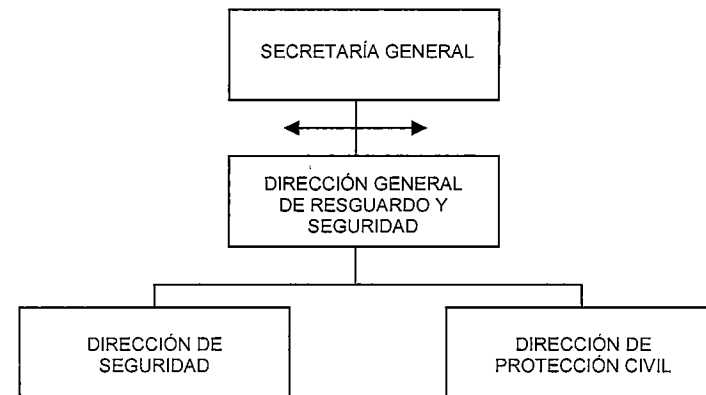 SECRETARÍA GENERAL
DIRECCIÓN GENERAL
DE RESGUARDO Y
SEGURIDAD
DIRECCIÓN DE
SEGURIDAD
DIRECCIÓN DE
PROTECCIÓN CIVIL